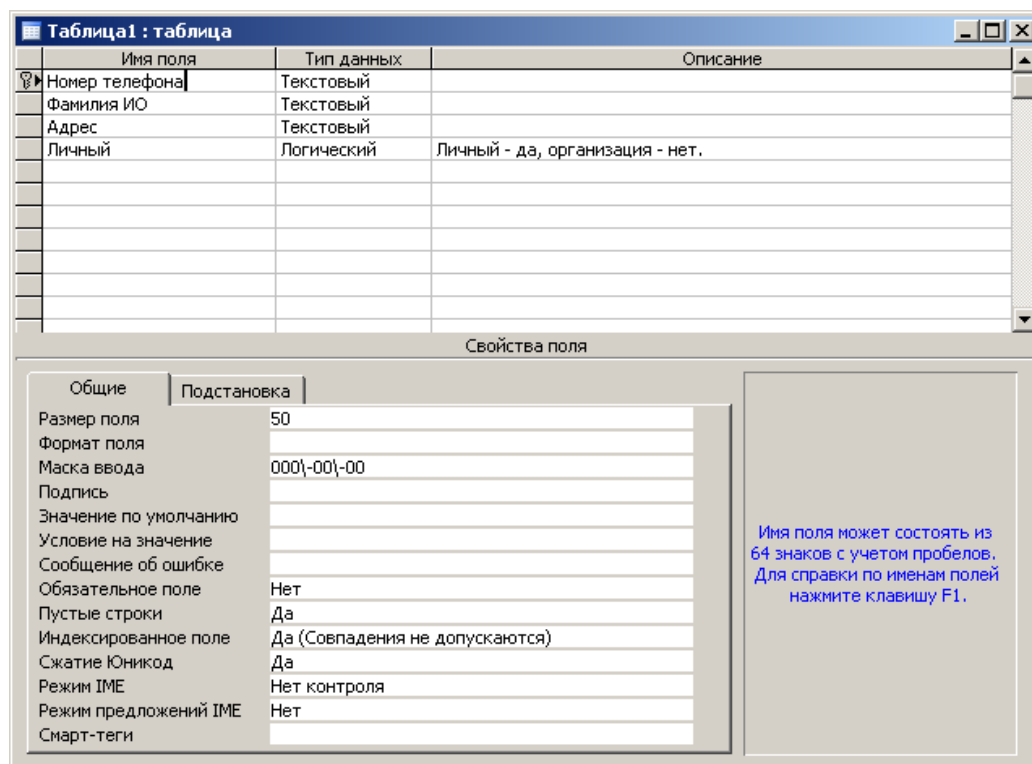 Таблица1 : таблица
Имя поля Тип данных Описание
Номер телефона Текстовый
Фамилия ИО Текстовый
Адрес Текстовый
Личный Логический Личный - да, организация - нет.
Свойства поля
Общие Подстановка
Размер поля 50
Формат поля
Маска ввода 000\-00\-00
Подпись
Значение по умолчанию
Условие на значение
Сообщение об ошибке
Обязательное поле Нет
Пустые строки Да
Индексированное поле Да (Совпадения не допускаются)
Сжатие Юникод Да
Режим IME Нет контроля
Режим предложений IME Нет
Смарт-теги
Имя поля может состоять из
64 знаков с учетом пробелов.
Для справки по именам полей
нажмите клавишу F1.